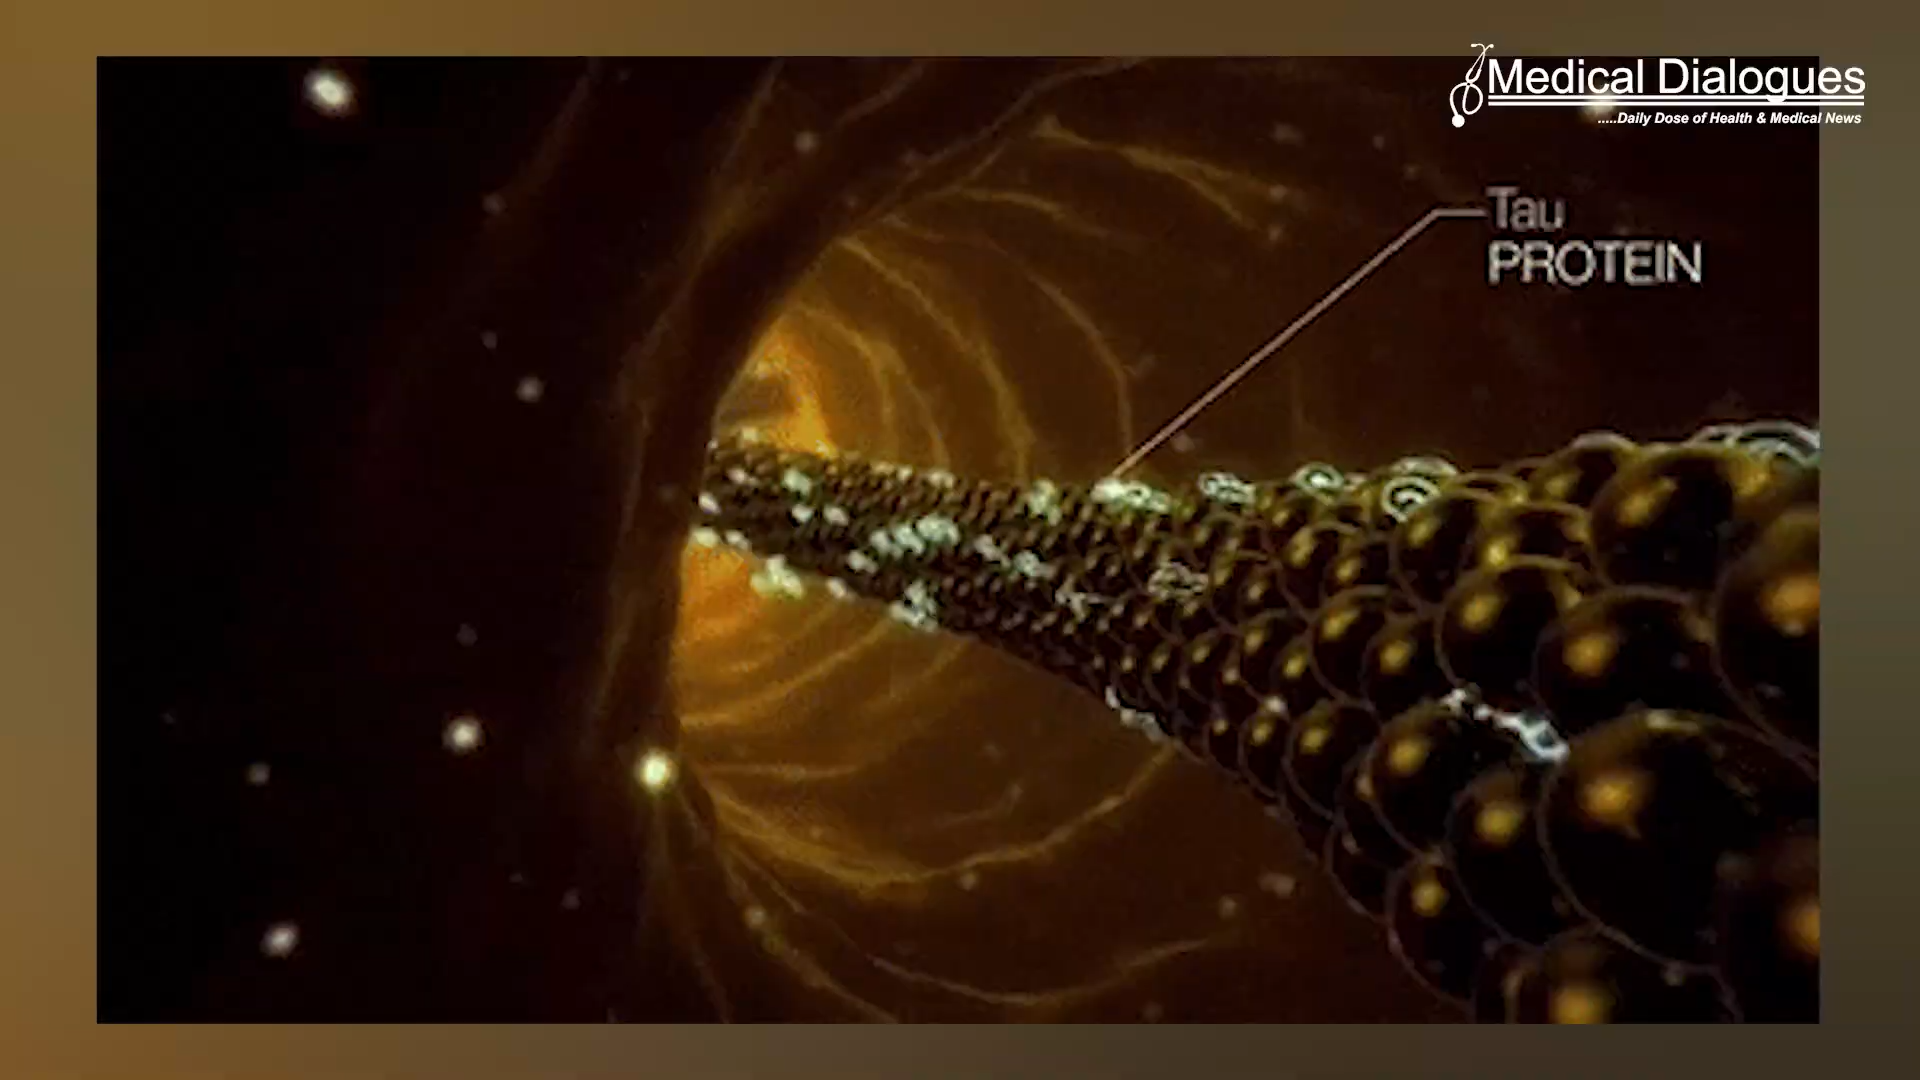 Medical Dialogues
.....Daily Dose of Health & Medical News
Tau
PROTEIN